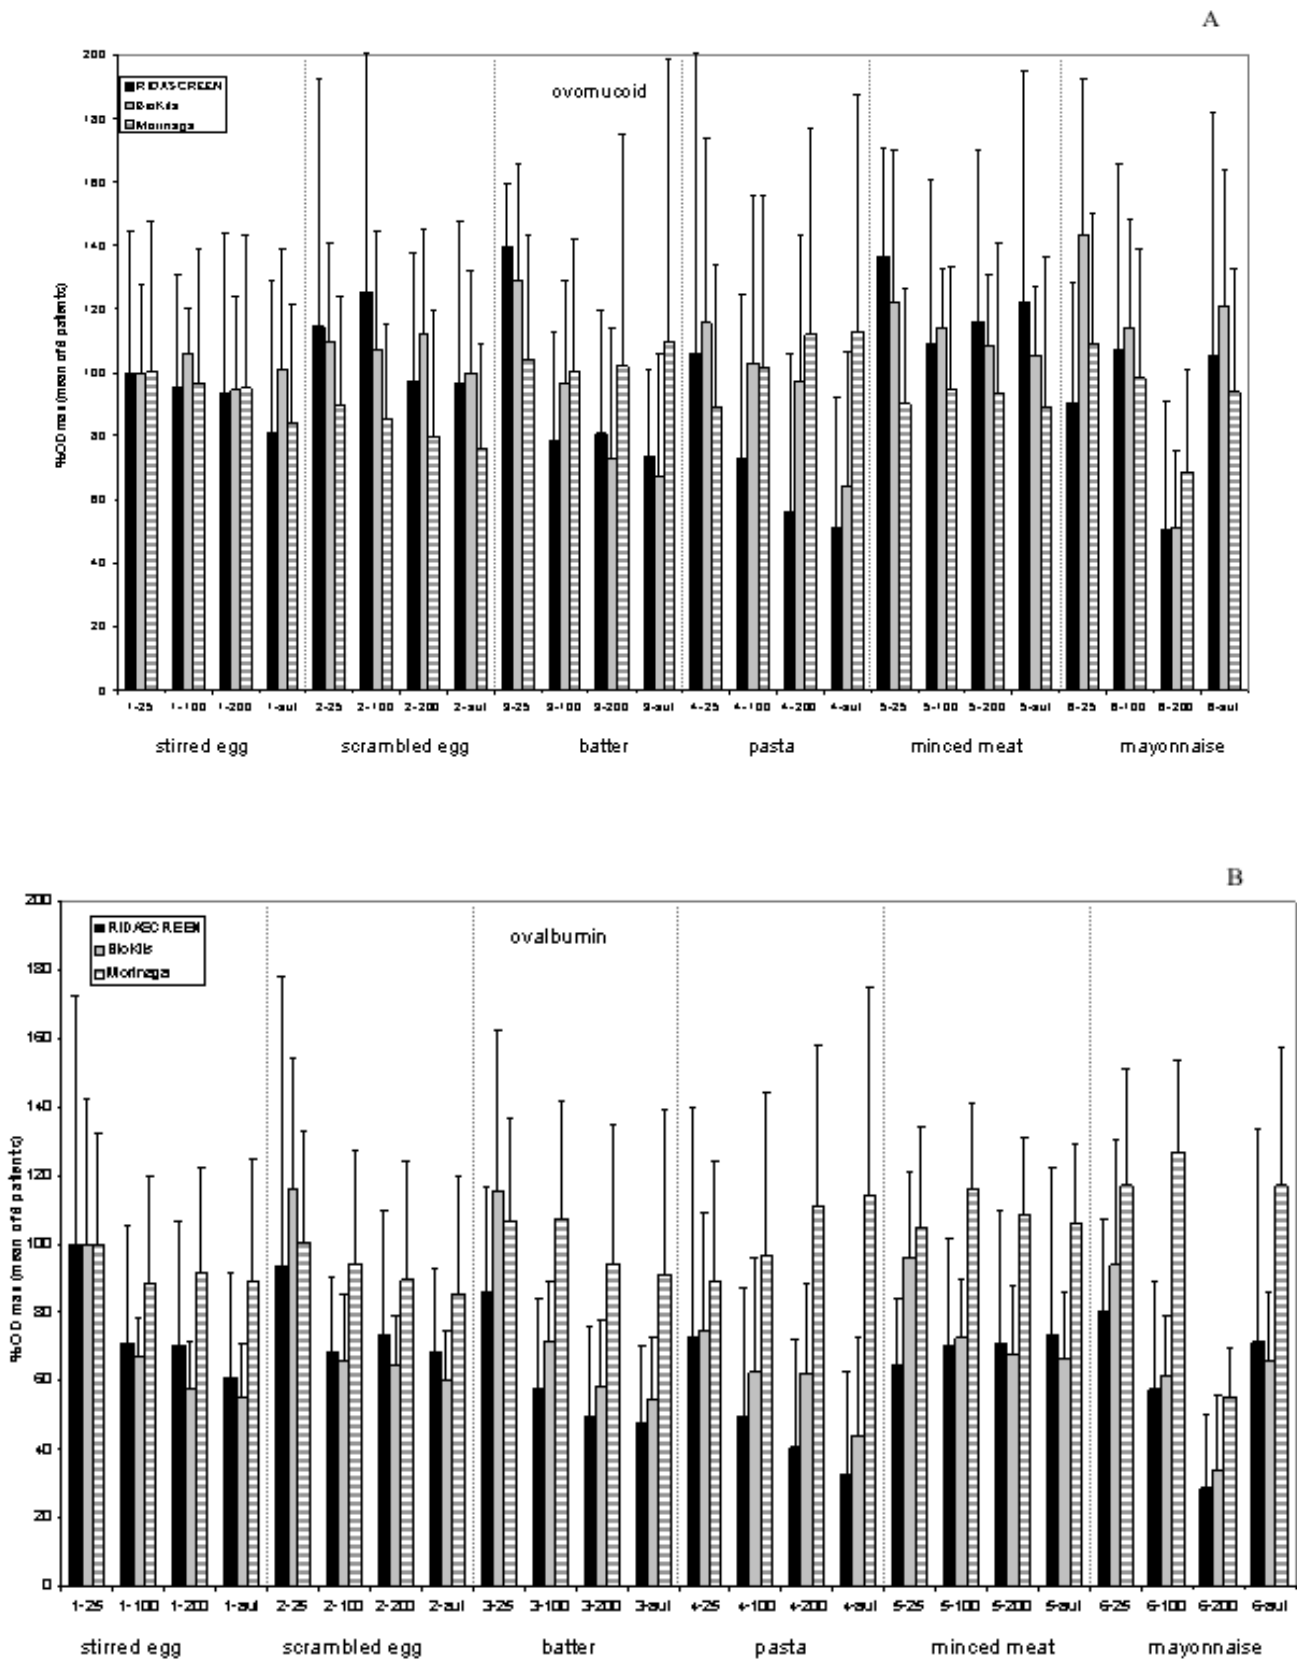 A
200
180
160
140
120
100
80
60
40
20
0
%OD max (mean of 8 patients)
RIDASCREEN
BioKits
Morinaga
ovomucoid
1-25 1-100 1-200 1-aut 2-25 2-100 2-200 2-aut 3-25 3-100 3-200 3-aut 4-25 4-100 4-200 4-aut 5-25 5-100 5-200 5-aut 6-25 6-100 6-200 6-aut
stirred egg scrambled egg batter pasta minced meat mayonnaise
B
200
180
160
140
120
100
80
60
40
20
0
%OD max (mean of 8 patients)
RIDASCREEN
BioKits
Morinaga
ovalbumin
1-25 1-100 1-200 1-aut 2-25 2-100 2-200 2-aut 3-25 3-100 3-200 3-aut 4-25 4-100 4-200 4-aut 5-25 5-100 5-200 5-aut 6-25 6-100 6-200 6-aut
stirred egg scrambled egg batter pasta minced meat mayonnaise